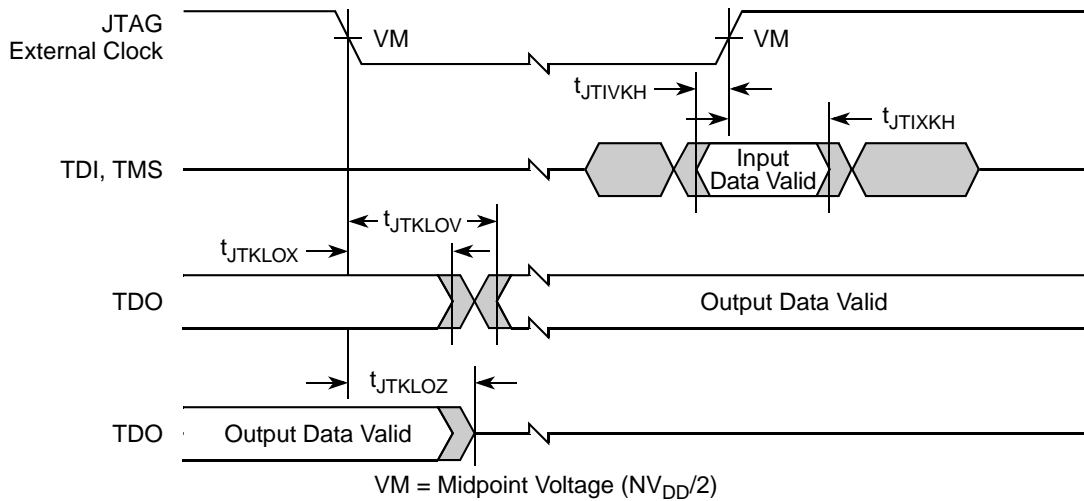 JTAG
External Clock
VM
VM
tJTIVKH
tJTIXKH
TDI, TMS
Input
Data Valid
tJTKLOV
tJTKLOX
TDO
Output Data Valid
tJTKLOZ
TDO
Output Data Valid
VM = Midpoint Voltage (NVDD/2)